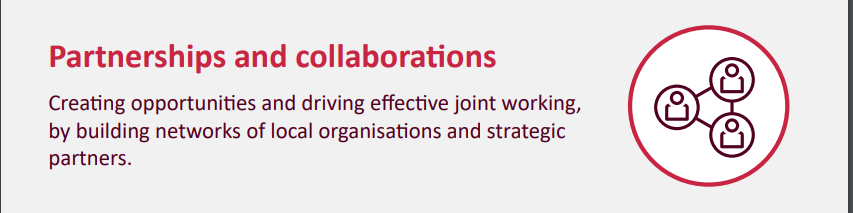 Partnerships and collaborations
Creating opportunities and driving effective joint working,
by building networks of local organisations and strategic
partners.